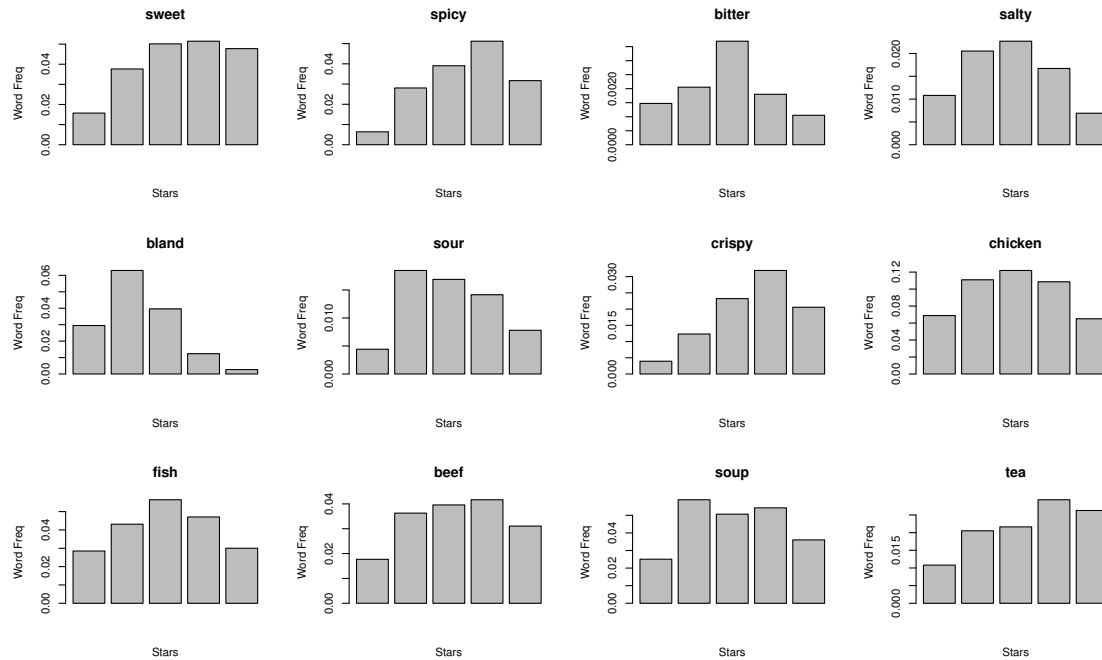 sweet
spicy
bitter
salty
Word Freq
0.00
0.02
0.04
Word Freq
0.00
0.02
0.04
Word Freq
0.0000
0.0020
Word Freq
0.000
0.010
0.020
Stars
Stars
Stars
Stars
bland
sour
crispy
chicken
Word Freq
0.00
0.02
0.04
0.06
Word Freq
0.000
0.010
Word Freq
0.000
0.015
0.030
Word Freq
0.00
0.04
0.08
0.12
Stars
Stars
Stars
Stars
fish
beef
soup
tea
Word Freq
0.00
0.02
0.04
Word Freq
0.00
0.02
0.04
Word Freq
0.00
0.02
0.04
Word Freq
0.000
0.015
Stars
Stars
Stars
Stars